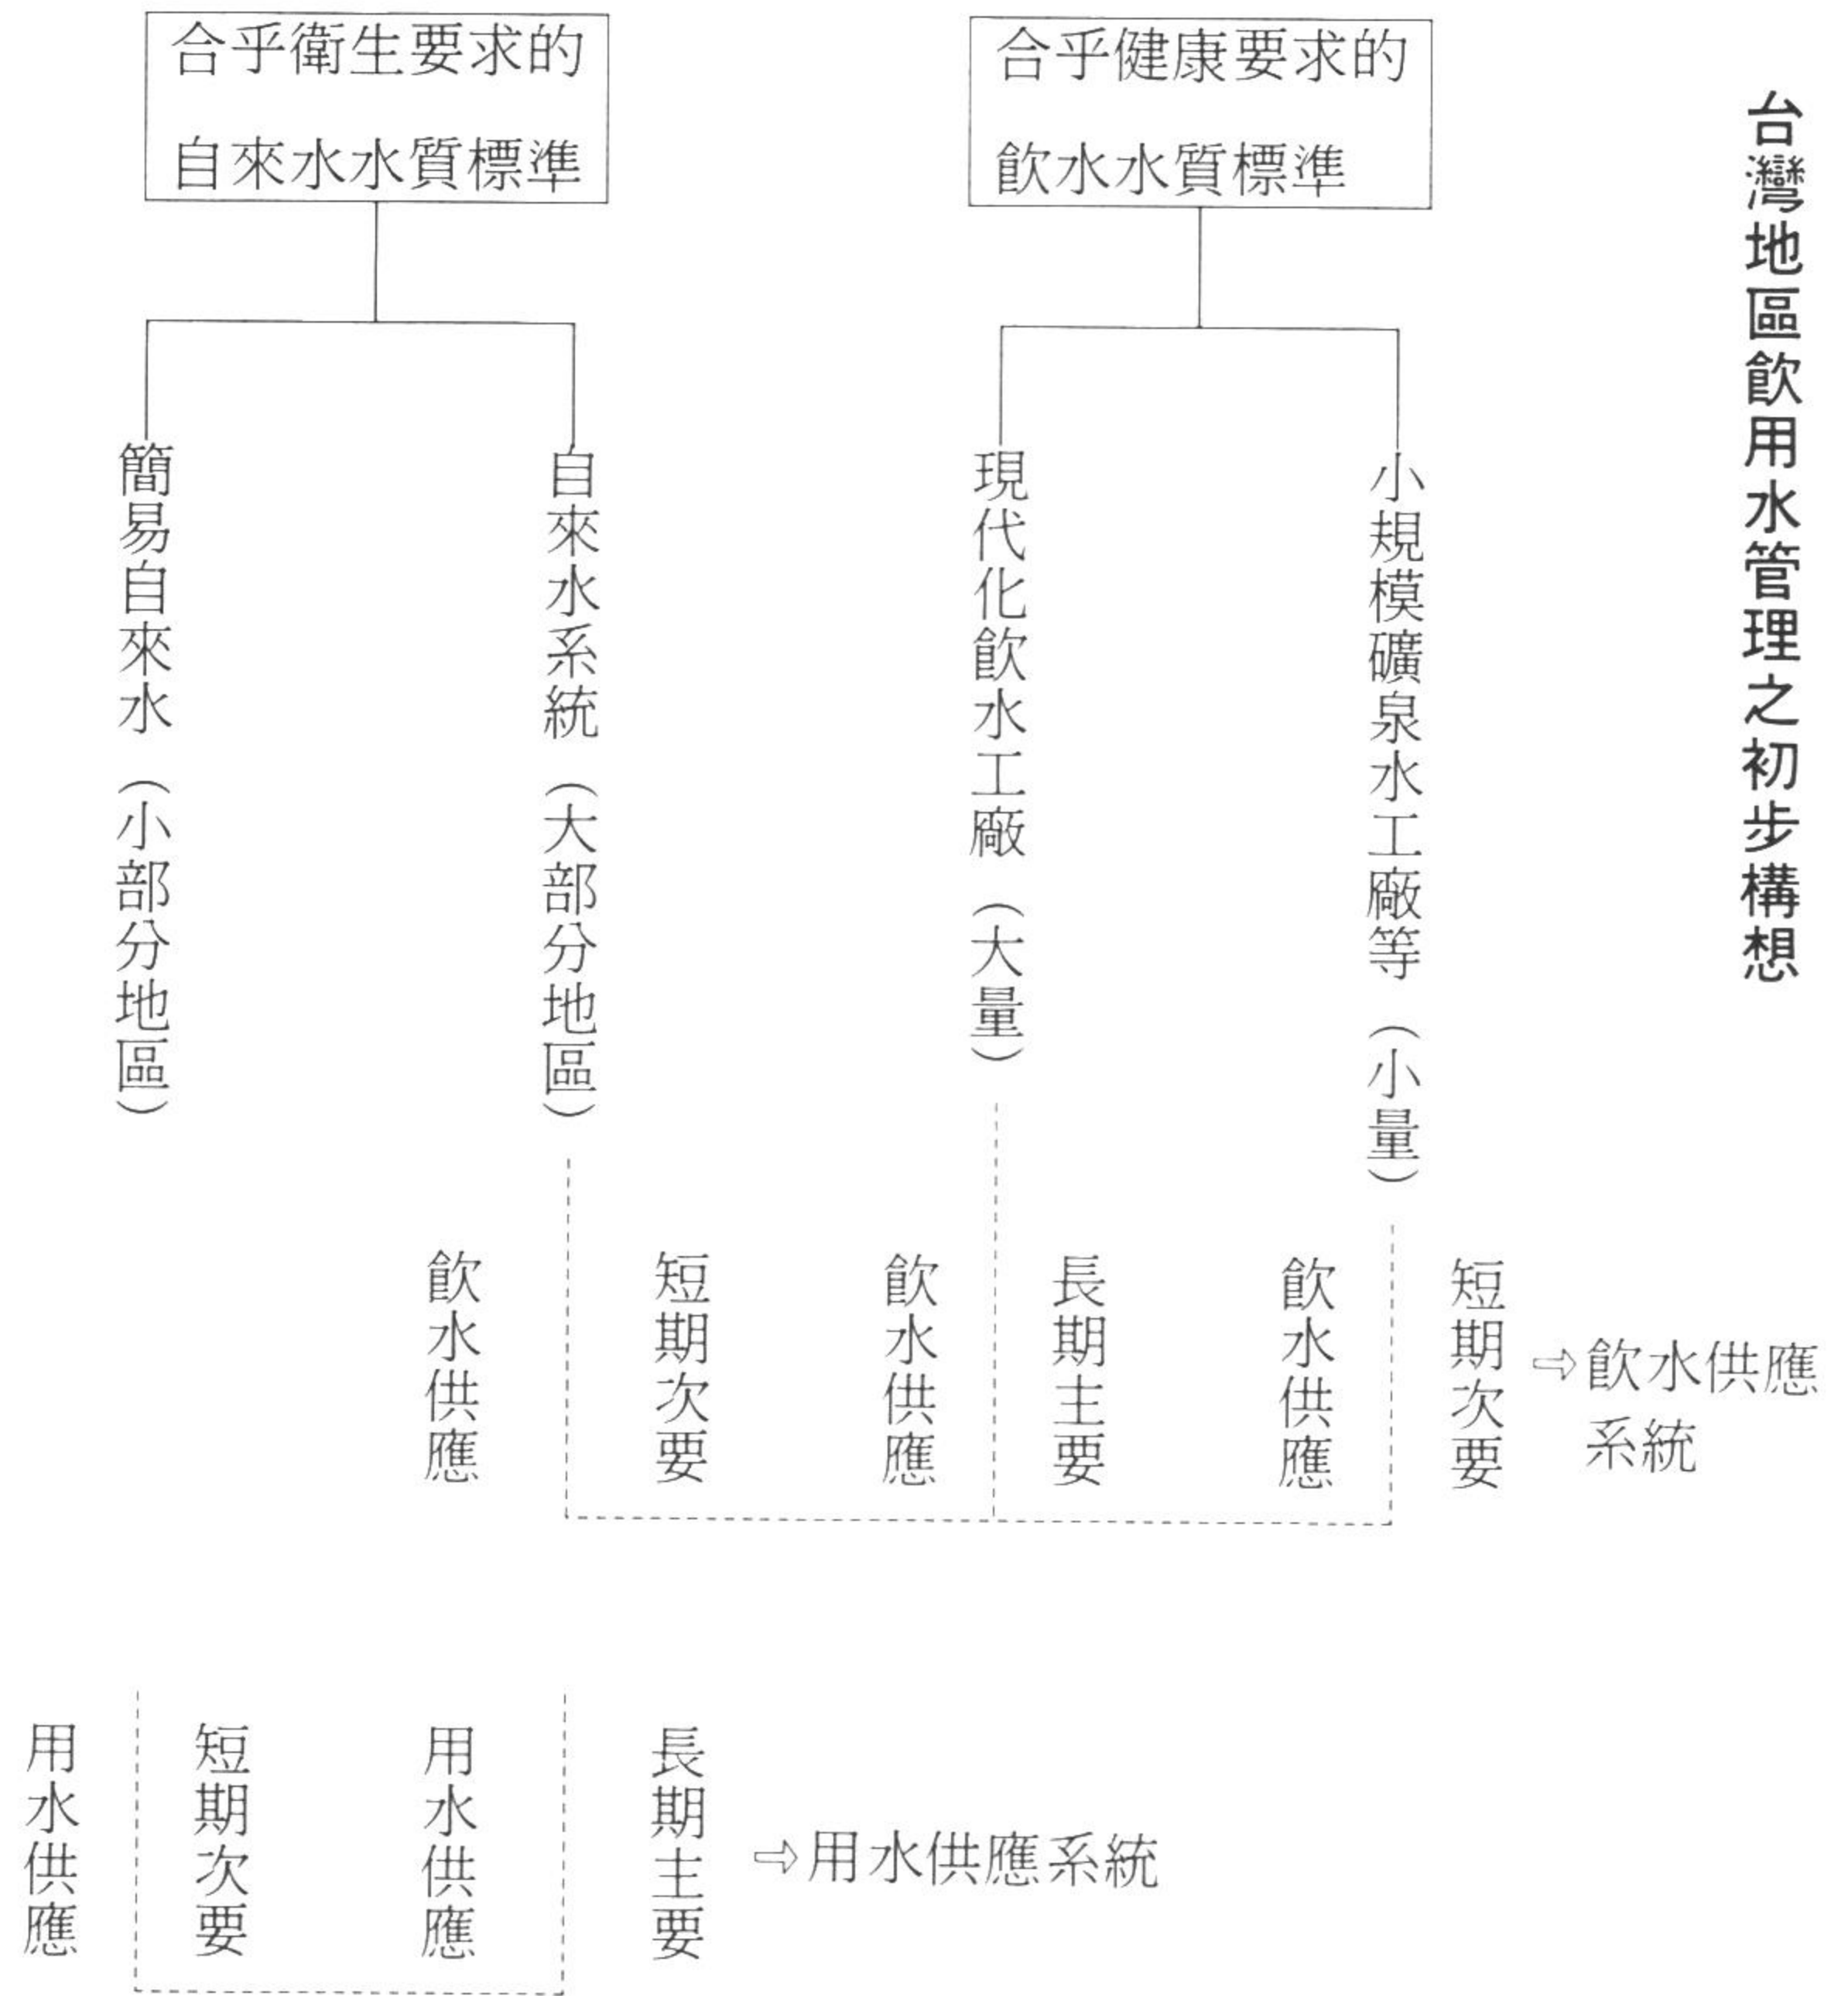 台灣地區飲用水管理之初步構想
合乎健康要求的
飲水水質標準
小規模礦泉水工廠等（小量）
現代化飲水工廠（大量）
合乎衛生要求的
自來水水質標準
自來水系統（大部分地區）
簡易自來水（小部分地區）
短期次要
飲水供應
長期主要
飲水供應
短期次要
飲水供應
⇨飲水供應
系統
長期主要
用水供應
短期次要
用水供應
⇨用水供應系統